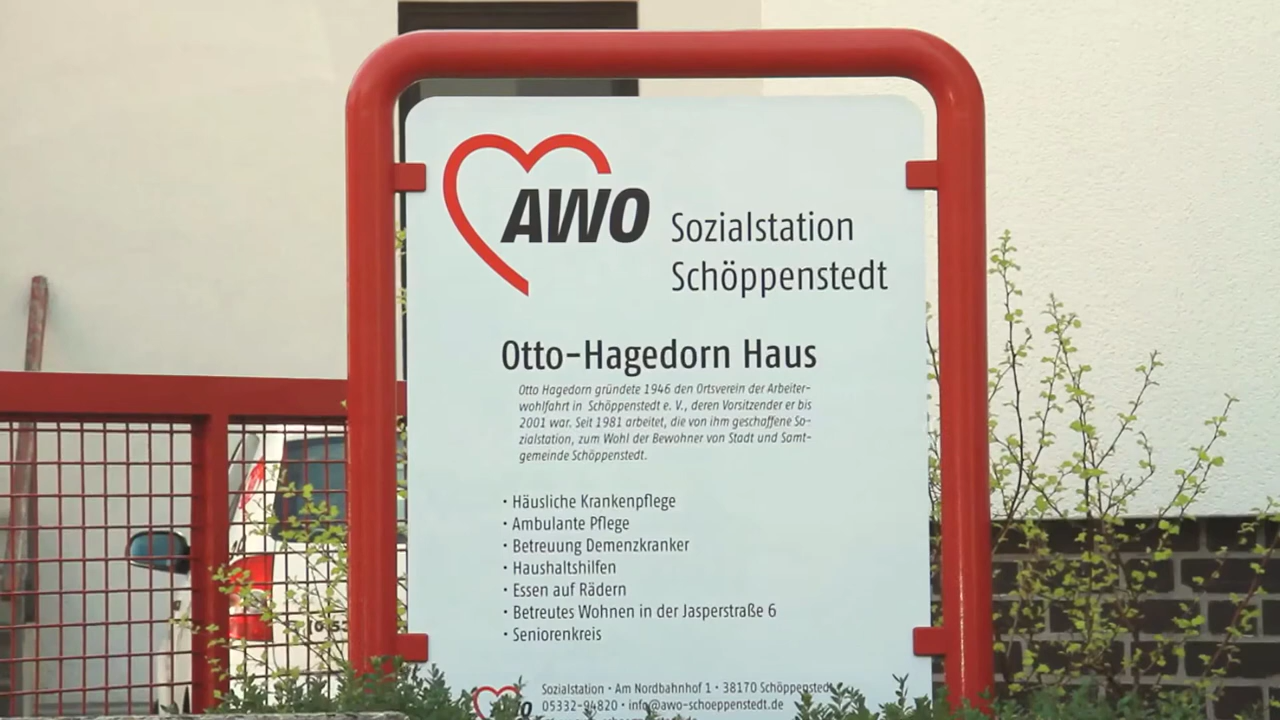 AWO Sozialstation
Schöppenstedt
Otto-Hagedorn Haus
Otto Hagedorn gründete 1946 den Ortsverein der Arbeiter-
wohlfahrt in Schöppenstedt e. V., deren Vorsitzender er bis
2001 war. Seit 1981 arbeitet, die von ihm geschaffene So-
zialstation, zum Wohl der Bewohner von Stadt und Samt-
gemeinde Schöppenstedt.
· Häusliche Krankenpflege
· Ambulante Pflege
· Betreuung Demenzkranker
· Haushaltshilfen
· Essen auf Rädern
· Betreutes Wohnen in der Jasperstraße 6
· Seniorenkreis
Sozialstation · Am Nordbahnhof 1 · 38170 Schöppenstedt
05332-94820 · info@awo-schoeppenstedt.de